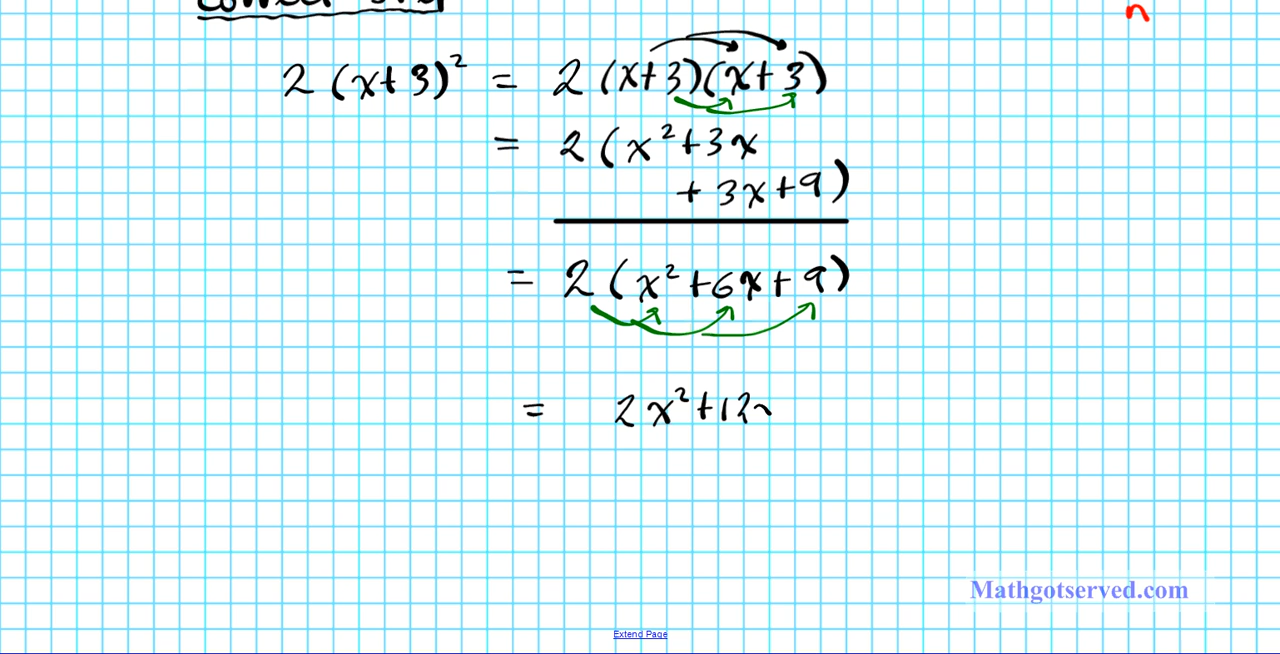 n
2 (x+3)² = 2 (x+3)(x+3)
= 2 (x²+3x
+ 3x+9)
= 2 (x²+6x+9)
= 2x²+12
Mathgotserved.com
Extend Page